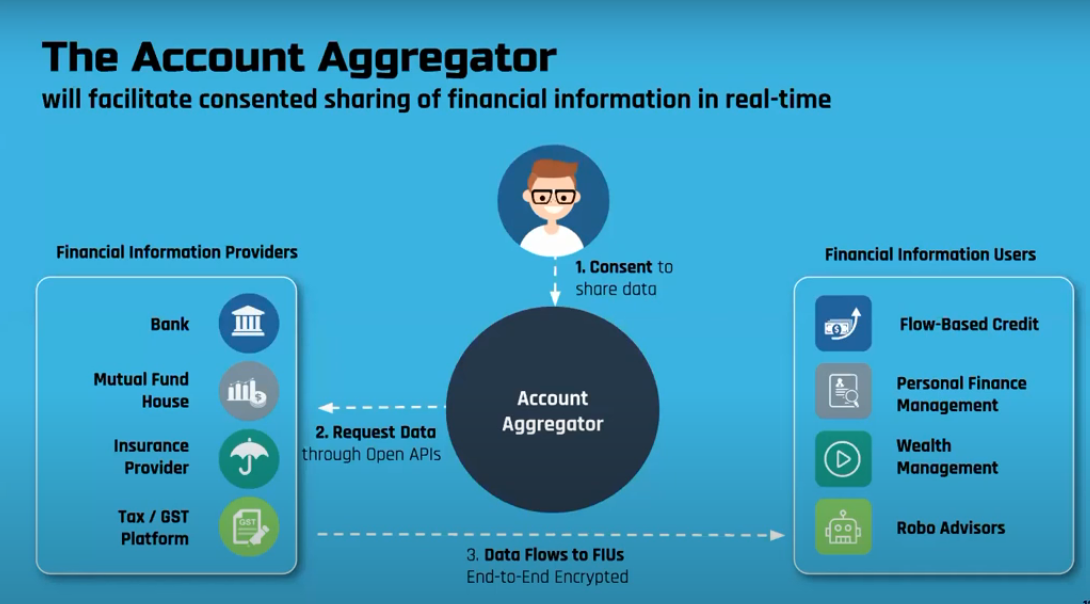 The Account Aggregator
will facilitate consented sharing of financial information in real-time
Financial Information Providers
Bank
Mutual Fund
House
Insurance
Provider
Tax / GST
Platform
GST
1. Consent to
share data
Account
Aggregator
2. Request Data
through Open APIs
3. Data Flows to FIUs
End-to-End Encrypted
Financial Information Users
Flow-Based Credit
Personal Finance
Management
Wealth
Management
Robo Advisors